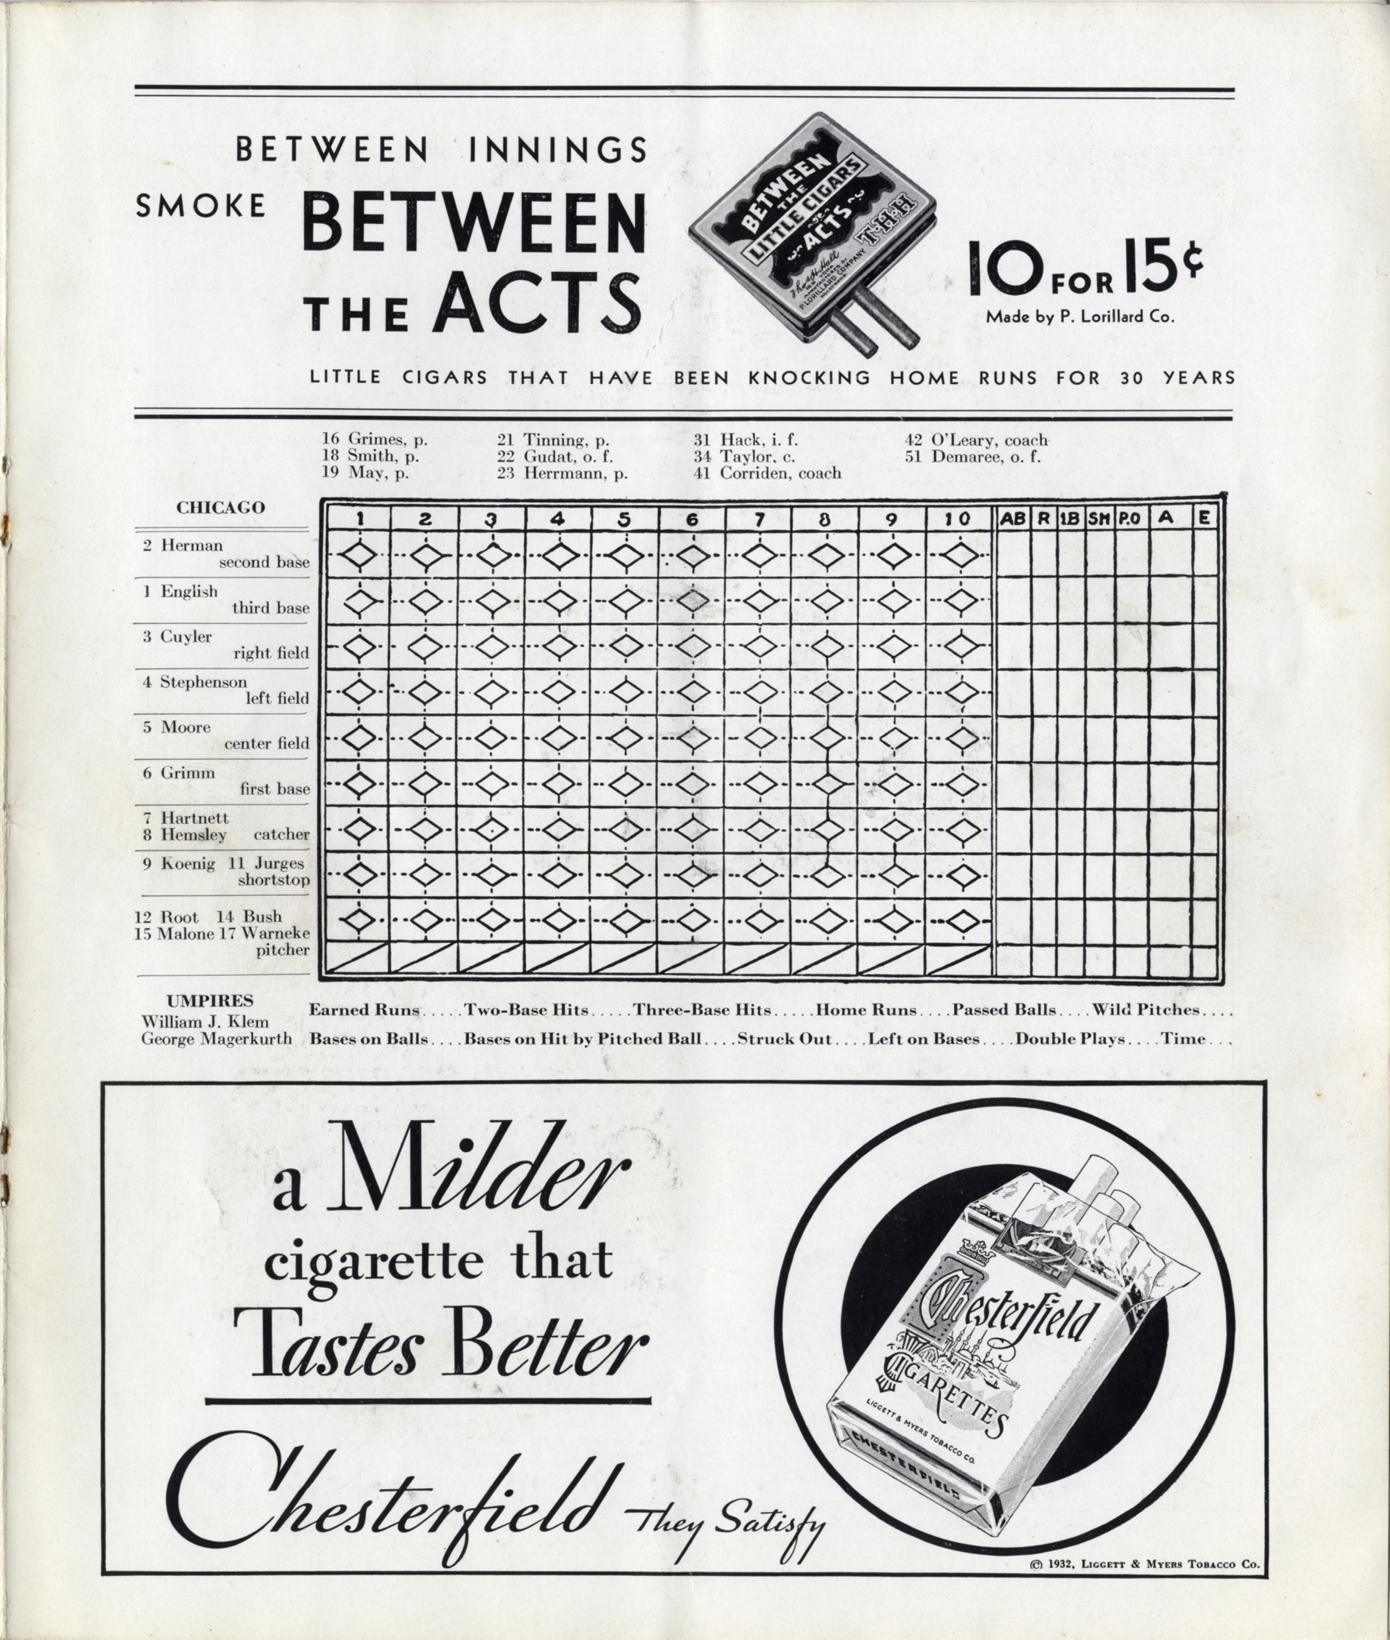 BETWEEN INNINGS
SMOKE BETWEEN
THE ACTS
BETWEEN
THE
LITTLE CIGARS
ACTS
T·H·H
P. LORILLARD COMPANY
10 FOR 15¢
Made by P. Lorillard Co.
LITTLE CIGARS THAT HAVE BEEN KNOCKING HOME RUNS FOR 30 YEARS
16 Grimes, p. 21 Tinning, p. 31 Hack, i. f. 42 O'Leary, coach
18 Smith, p. 22 Gudat, o. f. 34 Taylor, c. 51 Demaree, o. f.
19 May, p. 23 Herrmann, p. 41 Corriden, coach
CHICAGO
1 2 3 4 5 6 7 8 9 10 AB R 1B SH P.O A E
2 Herman
second base
1 English
third base
3 Cuyler
right field
4 Stephenson
left field
5 Moore
center field
6 Grimm
first base
7 Hartnett
8 Hemsley catcher
9 Koenig 11 Jurges
shortstop
12 Root 14 Bush
15 Malone 17 Warneke
pitcher
UMPIRES
William J. Klem
George Magerkurth
Earned Runs.....Two-Base Hits.....Three-Base Hits.....Home Runs....Passed Balls....Wild Pitches....
Bases on Balls....Bases on Hit by Pitched Ball....Struck Out....Left on Bases....Double Plays....Time...
a Milder
cigarette that
Tastes Better
Chesterfield They Satisfy
Chesterfield
CIGARETTES
LIGGETT & MYERS TOBACCO CO.
CHESTERFIELD
© 1932, LIGGETT & MYERS TOBACCO CO.